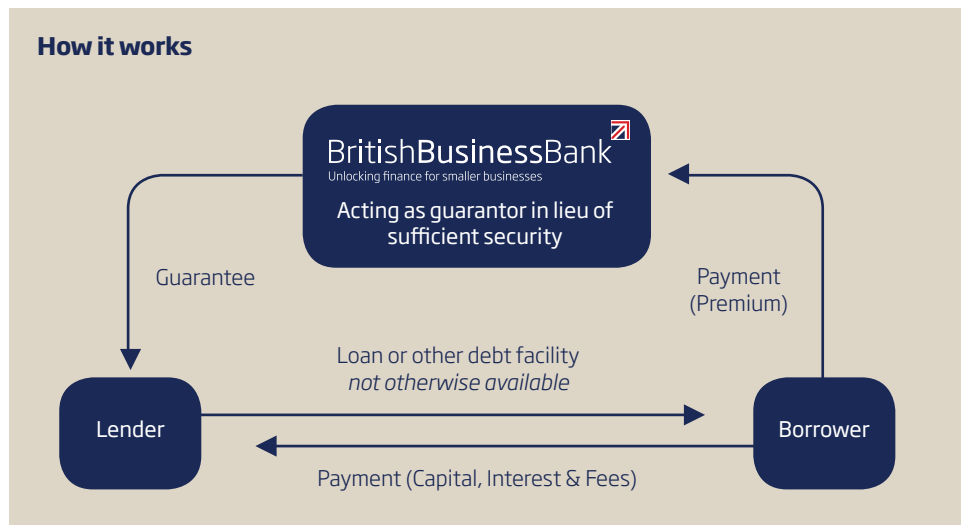 How it works
BritishBusinessBank
Unlocking finance for smaller businesses
Acting as guarantor in lieu of
sufficient security
Guarantee
Payment
(Premium)
Loan or other debt facility
not otherwise available
Lender
Borrower
Payment (Capital, Interest & Fees)